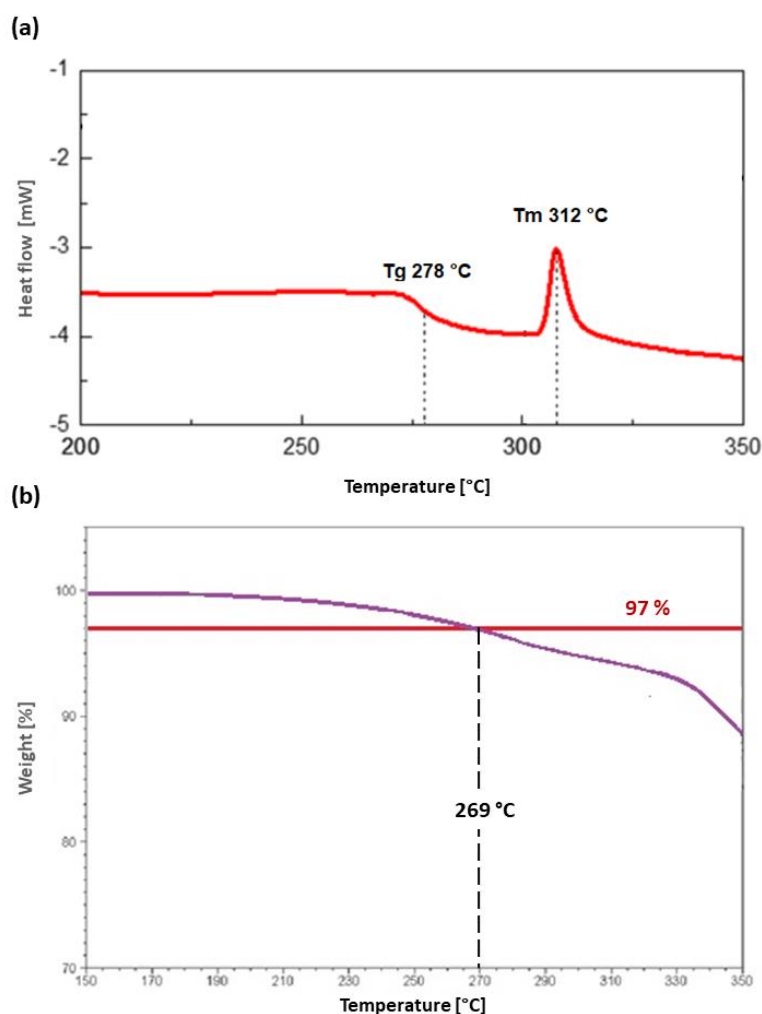 (a)
-1
-2
Tm 312 °C
-3
Tg 278 °C
Heat flow [mW]
-4
-5
200 250 300 350
Temperature [°C]
(b)
100
97 %
90
Weight [%]
269 °C
80
70
150 170 190 210 230 250 270 290 310 330 350
Temperature [°C]